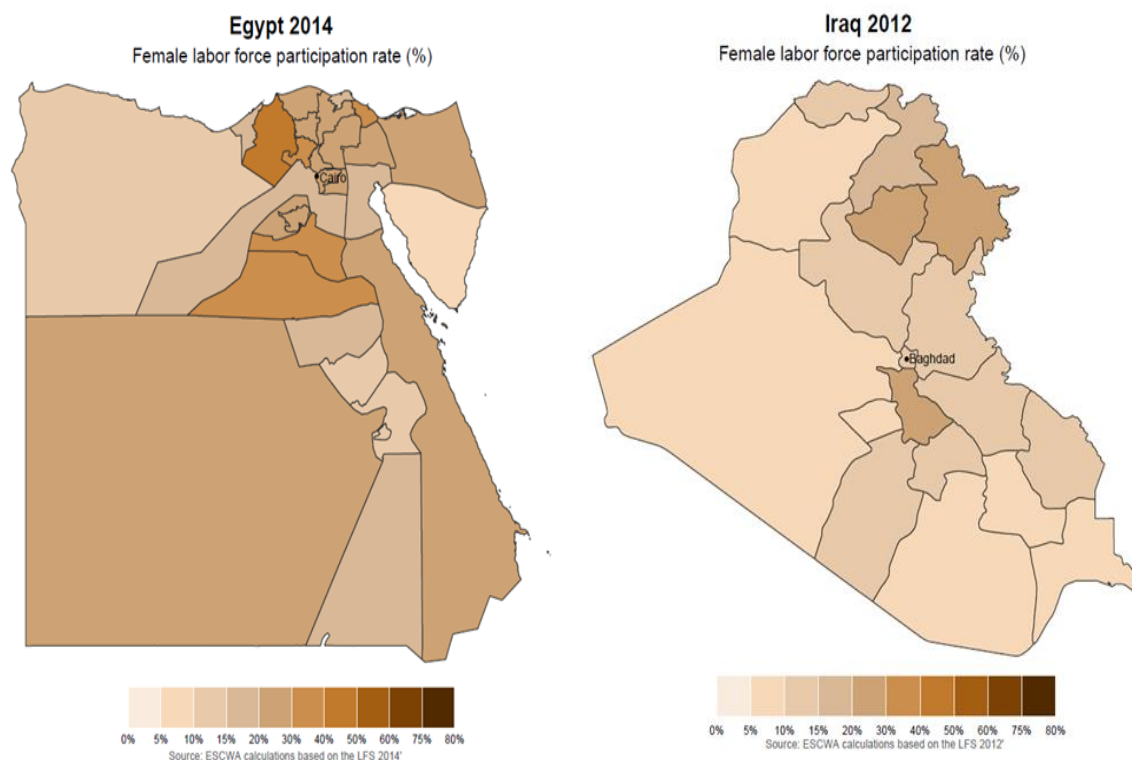 Egypt 2014
Female labor force participation rate (%)
Cairo
0% 5% 10% 15% 20% 30% 40% 50% 60% 70% 80%
Source: ESCWA calculations based on the LFS 2014'
Iraq 2012
Female labor force participation rate (%)
Baghdad
0% 5% 10% 15% 20% 30% 40% 50% 60% 75% 80%
Source: ESCWA calculations based on the LFS 2012'